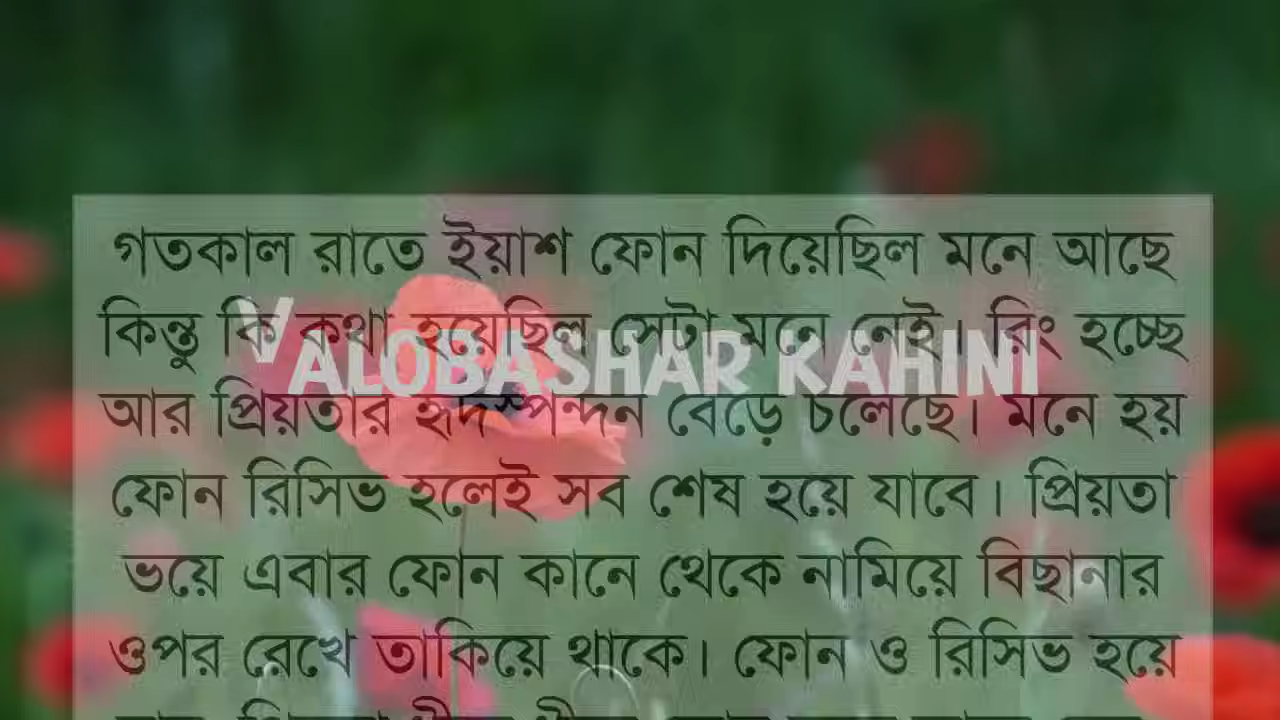 গতকাল রাতে ইয়াশ ফোন দিয়েছিল মনে আছে
কিন্তু কি কথা হয়েছিল সেটা মনে নেই। রিং হচ্ছে
VALOBASHAR KAHINI
আর প্রিয়তার হৃদস্পন্দন বেড়ে চলেছে। মনে হয়
ফোন রিসিভ হলেই সব শেষ হয়ে যাবে। প্রিয়তা
ভয়ে এবার ফোন কানে থেকে নামিয়ে বিছানার
ওপর রেখে তাকিয়ে থাকে। ফোন ও রিসিভ হয়ে